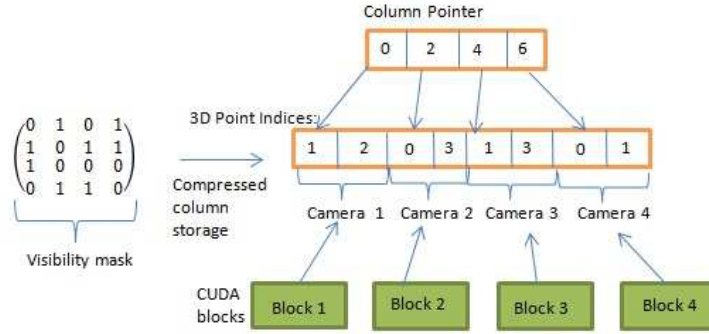 Column Pointer
0 2 4 6
3D Point Indices:
1 2 0 3 1 3 0 1
0 1 0 1
1 0 1 1
1 0 0 0
0 1 1 0
Compressed
column
storage
Camera 1 Camera 2 Camera 3 Camera 4
Visibility mask
CUDA
blocks
Block 1 Block 2 Block 3 Block 4